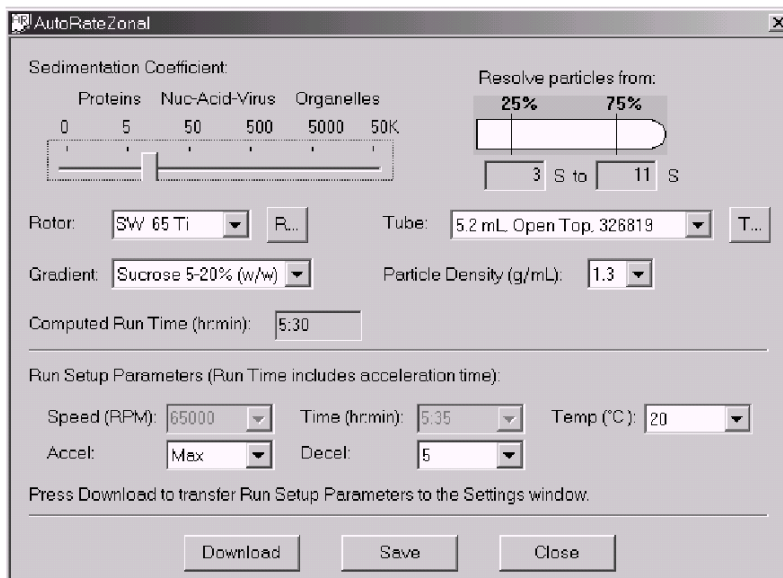 AutoRateZonal
Sedimentation Coefficient:
Resolve particles from:
Proteins Nuc-Acid-Virus Organelles
25% 75%
0 5 50 500 5000 50K
3 S to 11 S
Rotor: SW 65 Ti R... Tube: 5.2 mL, Open Top, 326819 T...
Gradient: Sucrose 5-20% (w/w) Particle Density (g/mL): 1.3
Computed Run Time (hr:min): 5:30
Run Setup Parameters (Run Time includes acceleration time):
Speed (RPM): 65000 Time (hr:min): 5:35 Temp (°C): 20
Accel: Max Decel: 5
Press Download to transfer Run Setup Parameters to the Settings window.
Download Save Close